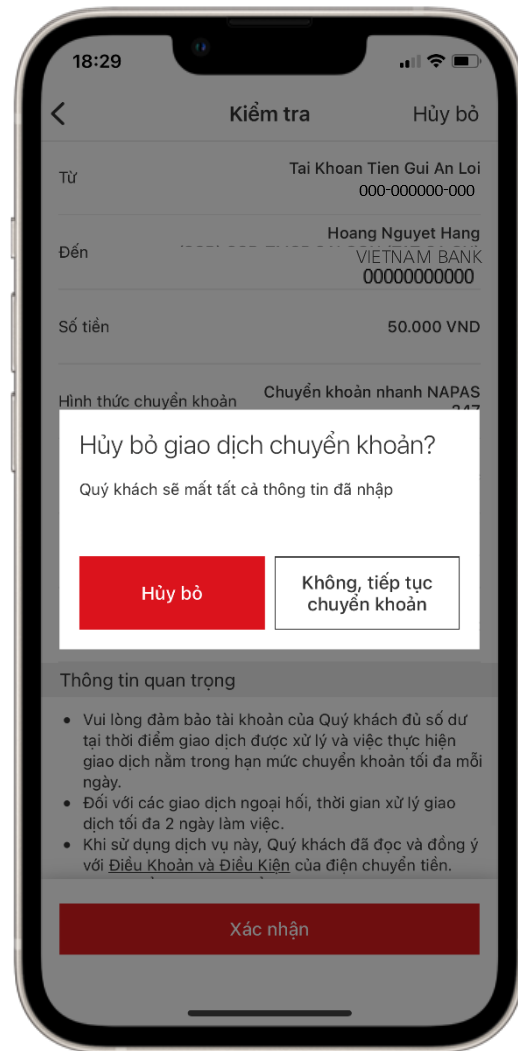 18:29
Kiểm tra
Hủy bỏ
Từ
Tai Khoan Tien Gui An Loi
000-000000-000
Đến
Hoang Nguyet Hang
VIETNAM BANK
00000000000
Số tiền
50.000 VND
Hình thức chuyển khoản
Chuyển khoản nhanh NAPAS
247
Hủy bỏ giao dịch chuyển khoản?
Quý khách sẽ mất tất cả thông tin đã nhập
Hủy bỏ
Không, tiếp tục
chuyển khoản
Thông tin quan trọng
• Vui lòng đảm bảo tài khoản của Quý khách đủ số dư
tại thời điểm giao dịch được xử lý và việc thực hiện
giao dịch nằm trong hạn mức chuyển khoản tối đa mỗi
ngày.
• Đối với các giao dịch ngoại hối, thời gian xử lý giao
dịch tối đa 2 ngày làm việc.
• Khi sử dụng dịch vụ này, Quý khách đã đọc và đồng ý
với Điều Khoản và Điều Kiện của điện chuyển tiền.
Xác nhận